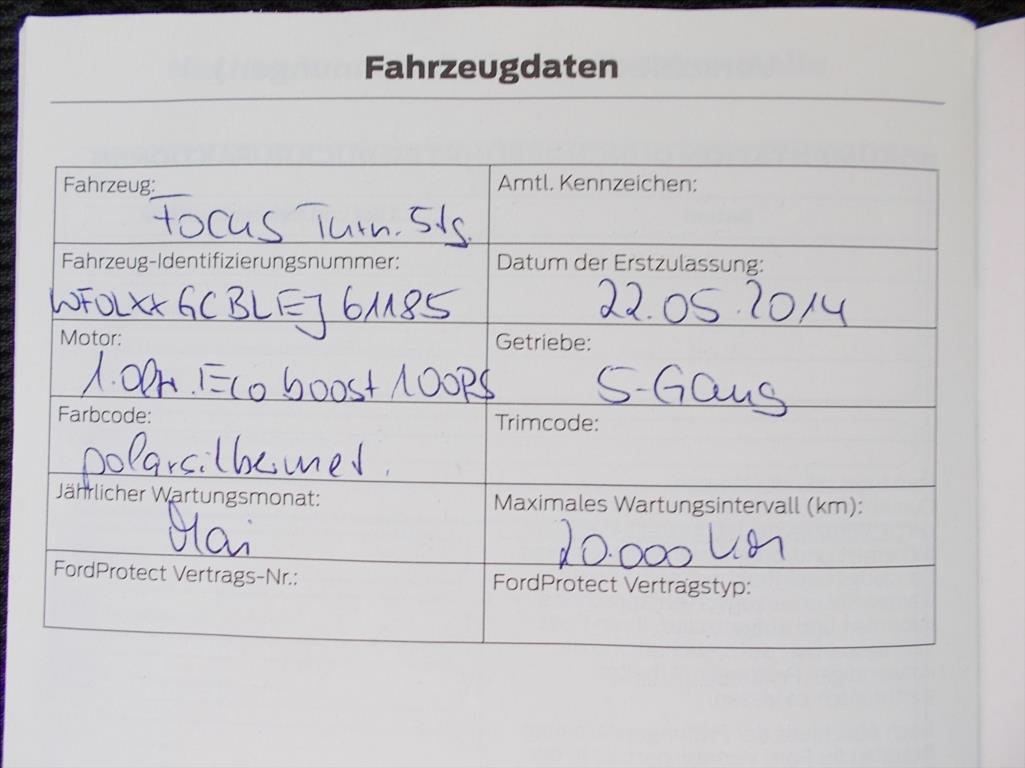 Fahrzeugdaten
Fahrzeug: Amtl. Kennzeichen:
Focus Turn. 5tg.
Fahrzeug-Identifizierungsnummer: Datum der Erstzulassung:
WF0LXXGCBLEJ61185 22.05.2014
Motor: Getriebe:
1.0ltr. Eco boost 100PS 5-Gang
Farbcode: Trimcode:
polarsilbermet.
Jährlicher Wartungsmonat: Maximales Wartungsintervall (km):
Mai 20.000 km
FordProtect Vertrags-Nr.: FordProtect Vertragstyp: